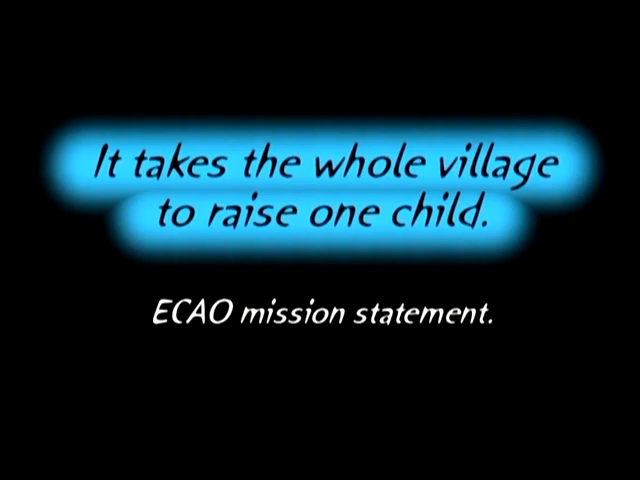 It takes the whole village
to raise one child.
ECAO mission statement.